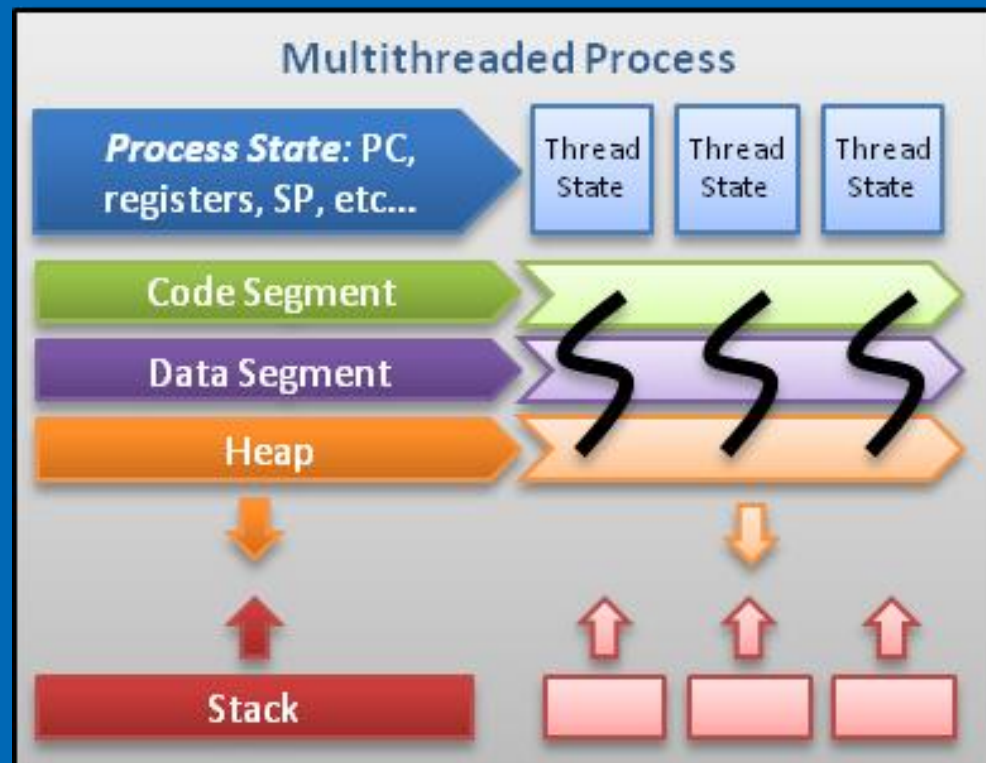 Multithreaded Process
Process State: PC,
registers, SP, etc...
Thread
State
Thread
State
Thread
State
Code Segment
Data Segment
Heap
Stack